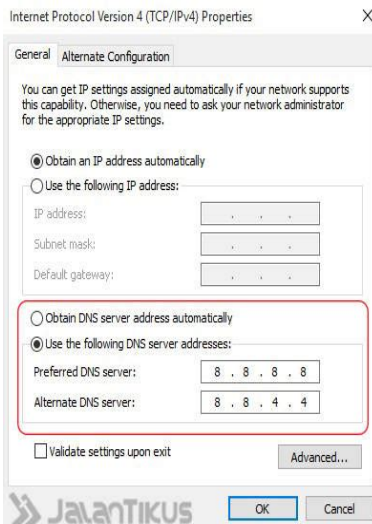 Internet Protocol Version 4 (TCP/IPv4) Properties
X
General
Alternate Configuration
You can get IP settings assigned automatically if your network supports
this capability. Otherwise, you need to ask your network administrator
for the appropriate IP settings.
Obtain an IP address automatically
Use the following IP address:
IP address:
Subnet mask:
Default gateway:
Obtain DNS server address automatically
Use the following DNS server addresses:
Preferred DNS server: 8 . 8 . 8 . 8
Alternate DNS server: 8 . 8 . 4 . 4
Validate settings upon exit
Advanced...
JALANTIKUS
OK
Cancel